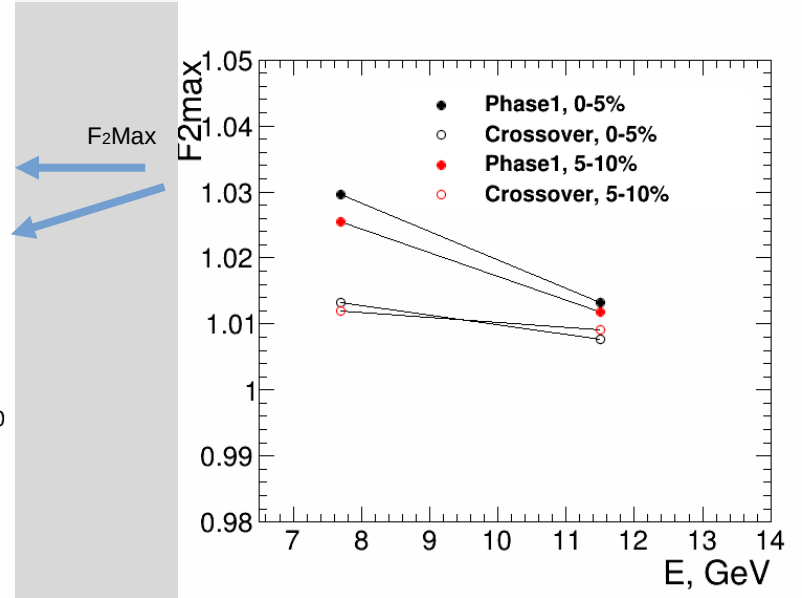 F2Max
F2max
1.05
1.04
1.03
1.02
1.01
1
0.99
0.98
Phase1, 0-5%
Crossover, 0-5%
Phase1, 5-10%
Crossover, 5-10%
7 8 9 10 11 12 13 14
E, GeV